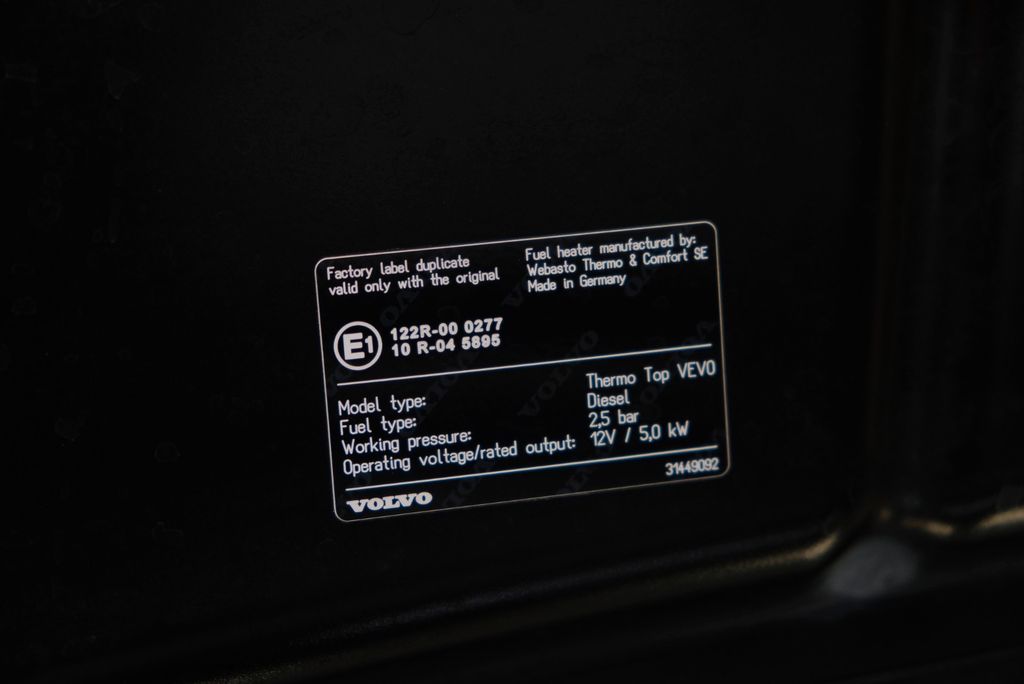 Factory label duplicate
valid only with the original
Fuel heater manufactured by:
Webasto Thermo & Comfort SE
Made in Germany
E1
122R-00 0277
10 R-04 5895
Model type: Thermo Top VEVO
Fuel type: Diesel
Working pressure: 2,5 bar
Operating voltage/rated output: 12V / 5,0 kW
31449092
VOLVO